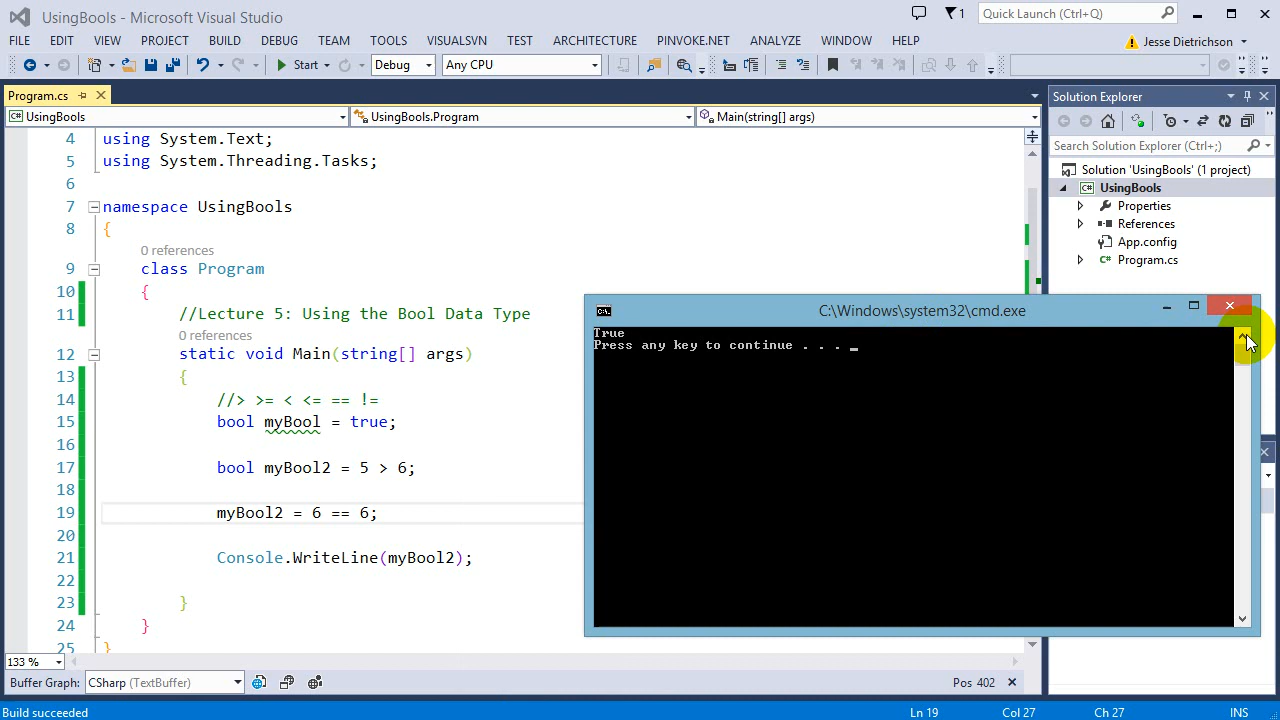 UsingBools - Microsoft Visual Studio
1
Quick Launch (Ctrl+Q)
FILE EDIT VIEW PROJECT BUILD DEBUG TEAM TOOLS VISUALSVN TEST ARCHITECTURE PINVOKE.NET ANALYZE WINDOW HELP
Jesse Dietrichson
Start Debug Any CPU
Program.cs
UsingBools UsingBools.Program Main(string[] args)
4 using System.Text;
5 using System.Threading.Tasks;
6
7 namespace UsingBools
8 {
0 references
9 class Program
10 {
11 //Lecture 5: Using the Bool Data Type
0 references
12 static void Main(string[] args)
13 {
14 //> >= < <= == !=
15 bool myBool = true;
16
17 bool myBool2 = 5 > 6;
18
19 myBool2 = 6 == 6;
20
21 Console.WriteLine(myBool2);
22
23 }
24 }
25 }
133 %
Buffer Graph: CSharp (TextBuffer)
Pos 402
Solution Explorer
Search Solution Explorer (Ctrl+;)
Solution 'UsingBools' (1 project)
UsingBools
Properties
References
App.config
Program.cs
C:\Windows\system32\cmd.exe
True
Press any key to continue . . . _
Build succeeded Ln 19 Col 27 Ch 27 INS